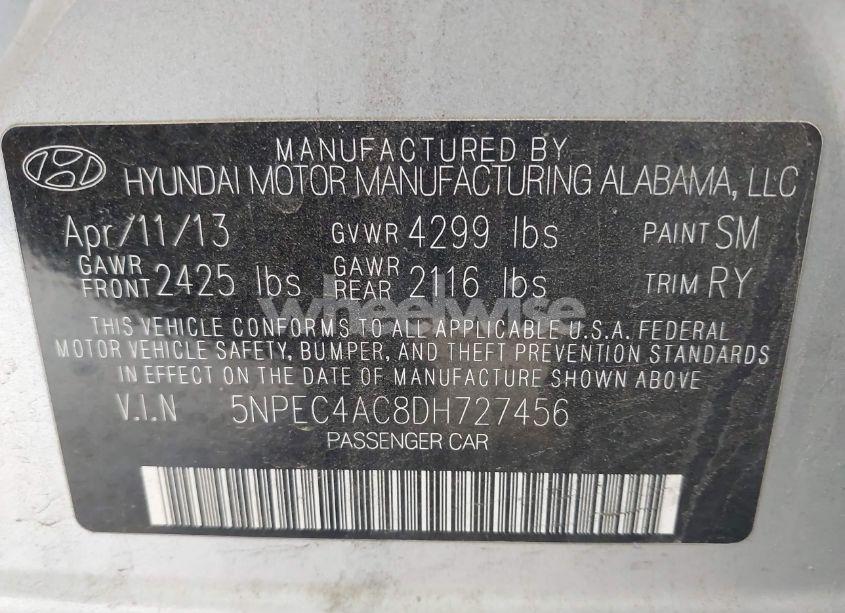 MANUFACTURED BY
HYUNDAI MOTOR MANUFACTURING ALABAMA, LLC
Apr/11/13 GVWR 4299 lbs PAINT SM
GAWR FRONT 2425 lbs GAWR REAR 2116 lbs TRIM RY
wheelwise
THIS VEHICLE CONFORMS TO ALL APPLICABLE U.S.A. FEDERAL
MOTOR VEHICLE SAFETY, BUMPER, AND THEFT PREVENTION STANDARDS
IN EFFECT ON THE DATE OF MANUFACTURE SHOWN ABOVE
V.I.N 5NPEC4AC8DH727456
PASSENGER CAR